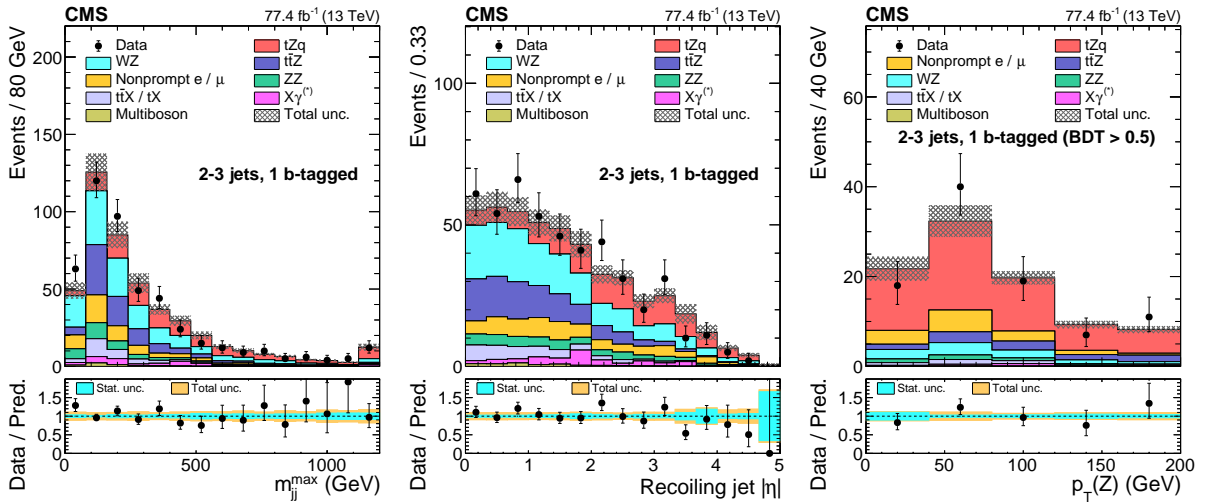 CMS 77.4 fb⁻¹ (13 TeV)
Events / 80 GeV
Data
WZ
Nonprompt e / μ
tt̄X / tX
Multiboson
tZq
tt̄Z
ZZ
Xγ(*)
Total unc.
2-3 jets, 1 b-tagged
200
150
100
50
0
Data / Pred.
Stat. unc. Total unc.
1.5
1
0.5
0
0 500 1000
m_jj^max (GeV)
CMS 77.4 fb⁻¹ (13 TeV)
Events / 0.33
Data
WZ
Nonprompt e / μ
tt̄X / tX
Multiboson
tZq
tt̄Z
ZZ
Xγ(*)
Total unc.
2-3 jets, 1 b-tagged
100
50
0
Data / Pred.
Stat. unc. Total unc.
1.5
1
0.5
0
0 1 2 3 4 5
Recoiling jet |η|
CMS 77.4 fb⁻¹ (13 TeV)
Events / 40 GeV
Data
Nonprompt e / μ
WZ
tt̄X / tX
Multiboson
tZq
tt̄Z
ZZ
Xγ(*)
Total unc.
2-3 jets, 1 b-tagged (BDT > 0.5)
60
40
20
0
Data / Pred.
Stat. unc. Total unc.
1.5
1
0.5
0
0 50 100 150 200
p_T(Z) (GeV)